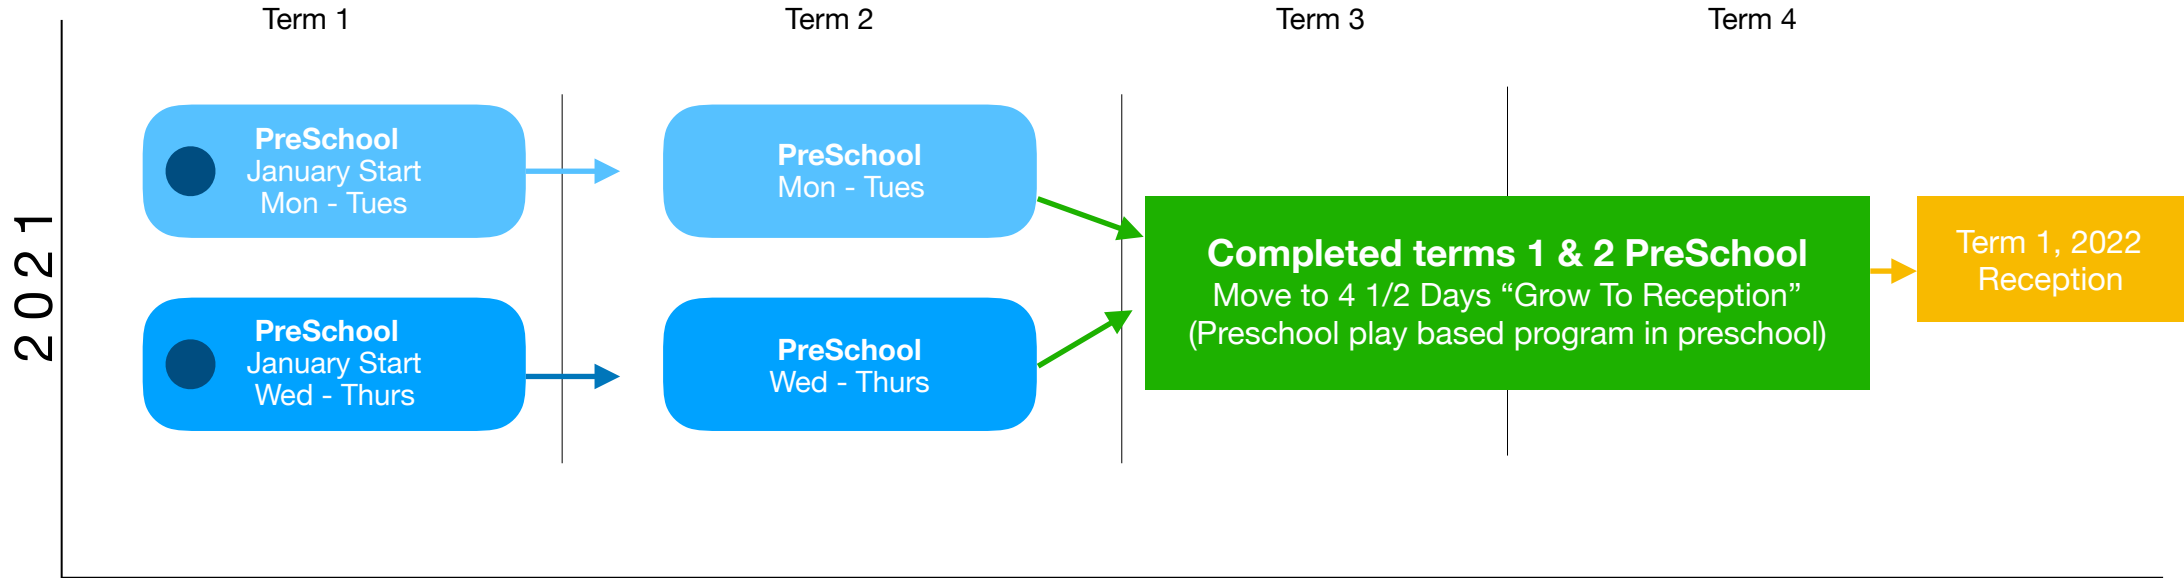 Term 1
Term 2
Term 3
Term 4
2021
PreSchool
January Start
Mon - Tues
PreSchool
Mon - Tues
PreSchool
January Start
Wed - Thurs
PreSchool
Wed - Thurs
Completed terms 1 & 2 PreSchool
Move to 4 1/2 Days “Grow To Reception”
(Preschool play based program in preschool)
Term 1, 2022
Reception